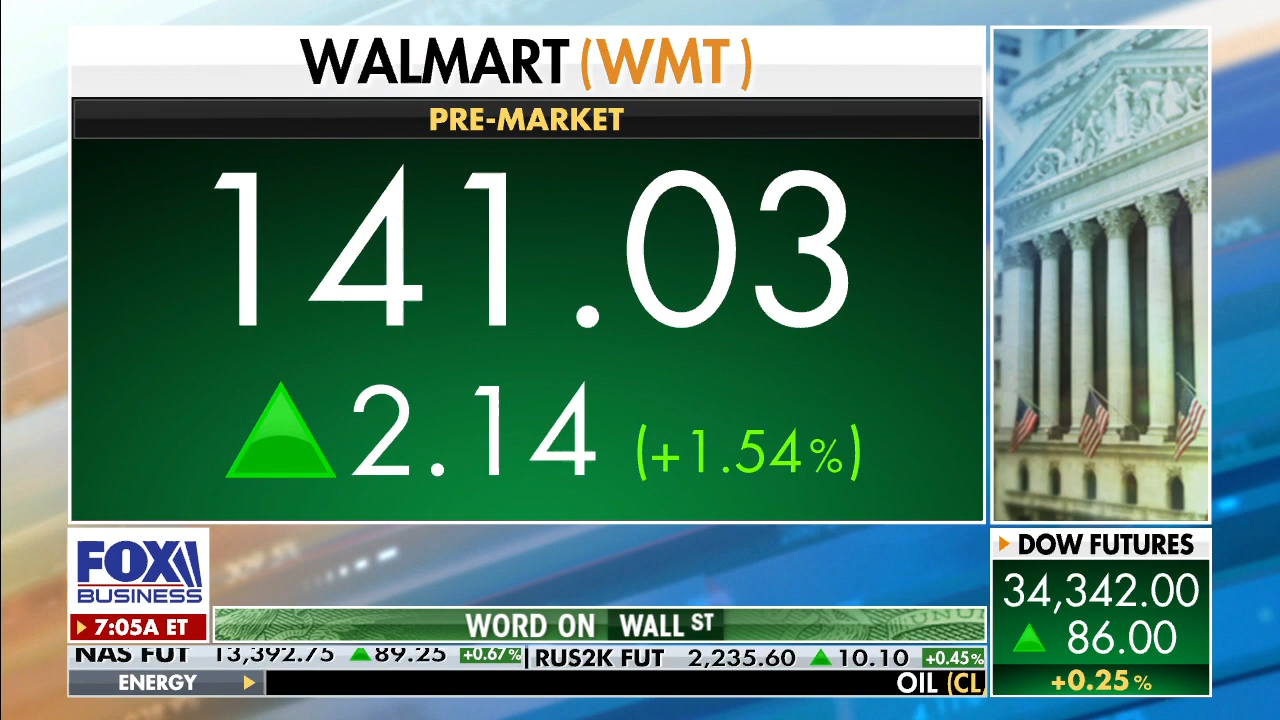 WALMART (WMT)
PRE-MARKET
141.03
▲ 2.14 (+1.54%)
FOX
BUSINESS
7:05A ET
WORD ON WALL ST
DOW FUTURES
34,342.00
▲ 86.00
+0.25%
NAS FUT 13,392.75 ▲ 89.25 +0.67% RUS2K FUT 2,235.60 ▲ 10.10 +0.45%
ENERGY OIL (CL